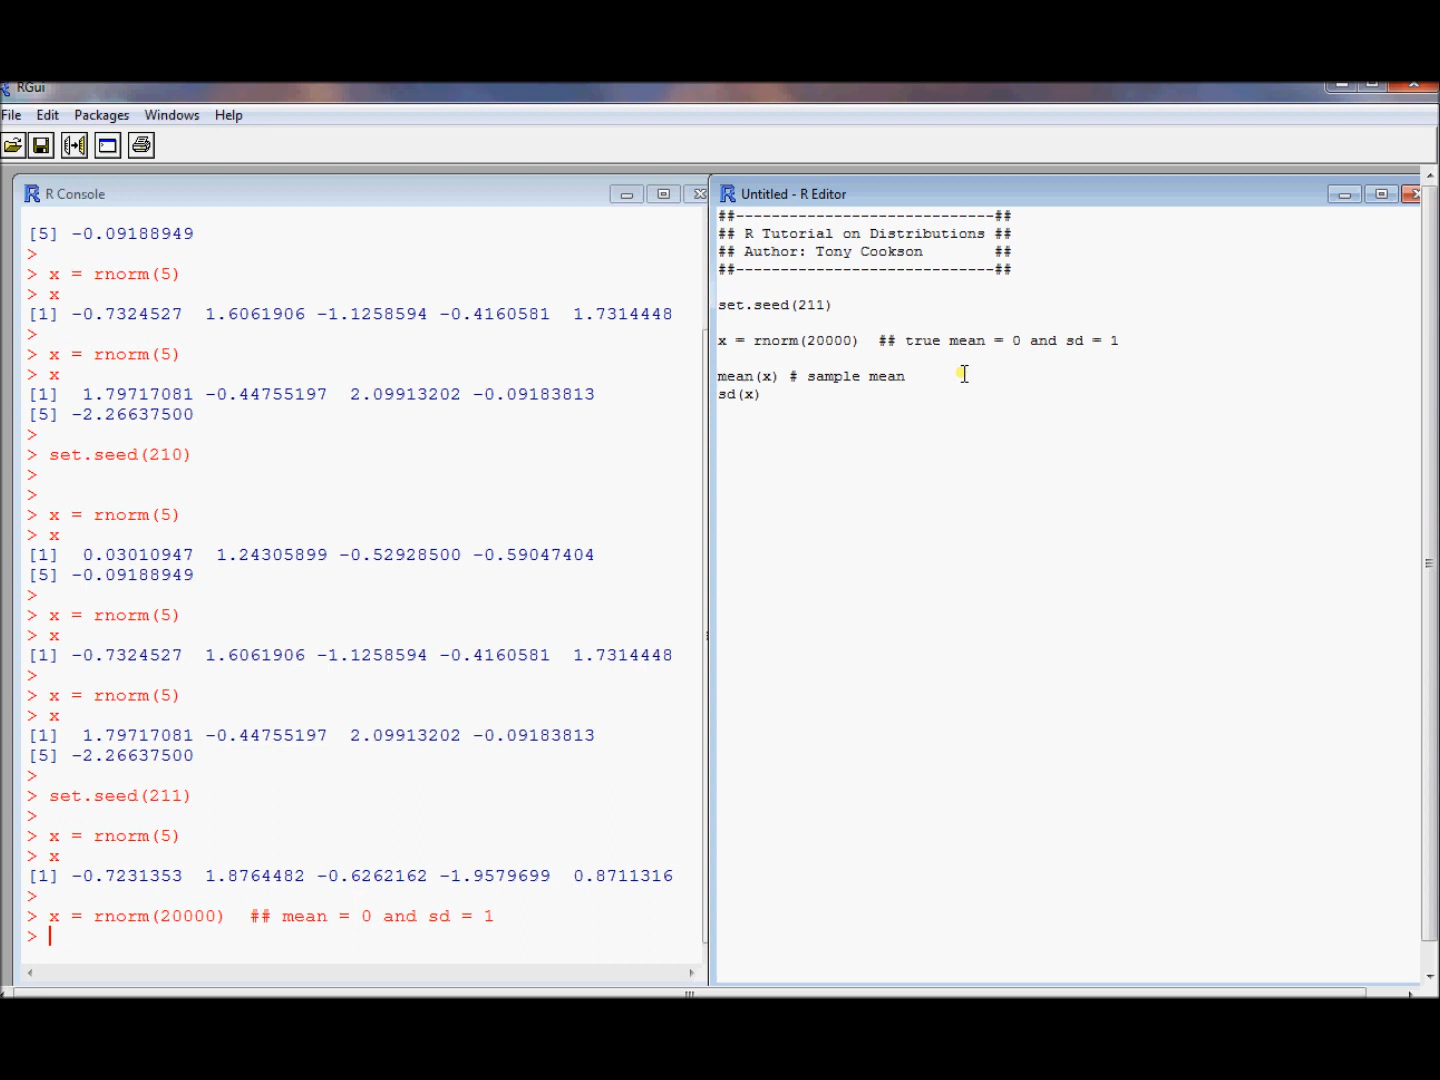 RGui
File Edit Packages Windows Help
R Console
[5] -0.09188949
>
> x = rnorm(5)
> x
[1] -0.7324527 1.6061906 -1.1258594 -0.4160581 1.7314448
>
> x = rnorm(5)
> x
[1] 1.79717081 -0.44755197 2.09913202 -0.09183813
[5] -2.26637500
>
> set.seed(210)
>
>
> x = rnorm(5)
> x
[1] 0.03010947 1.24305899 -0.52928500 -0.59047404
[5] -0.09188949
>
> x = rnorm(5)
> x
[1] -0.7324527 1.6061906 -1.1258594 -0.4160581 1.7314448
>
> x = rnorm(5)
> x
[1] 1.79717081 -0.44755197 2.09913202 -0.09183813
[5] -2.26637500
>
> set.seed(211)
>
> x = rnorm(5)
> x
[1] -0.7231353 1.8764482 -0.6262162 -1.9579699 0.8711316
>
> x = rnorm(20000) ## mean = 0 and sd = 1
>
Untitled - R Editor
##-----------------------------##
## R Tutorial on Distributions ##
## Author: Tony Cookson ##
##-----------------------------##
set.seed(211)
x = rnorm(20000) ## true mean = 0 and sd = 1
mean(x) # sample mean
sd(x)